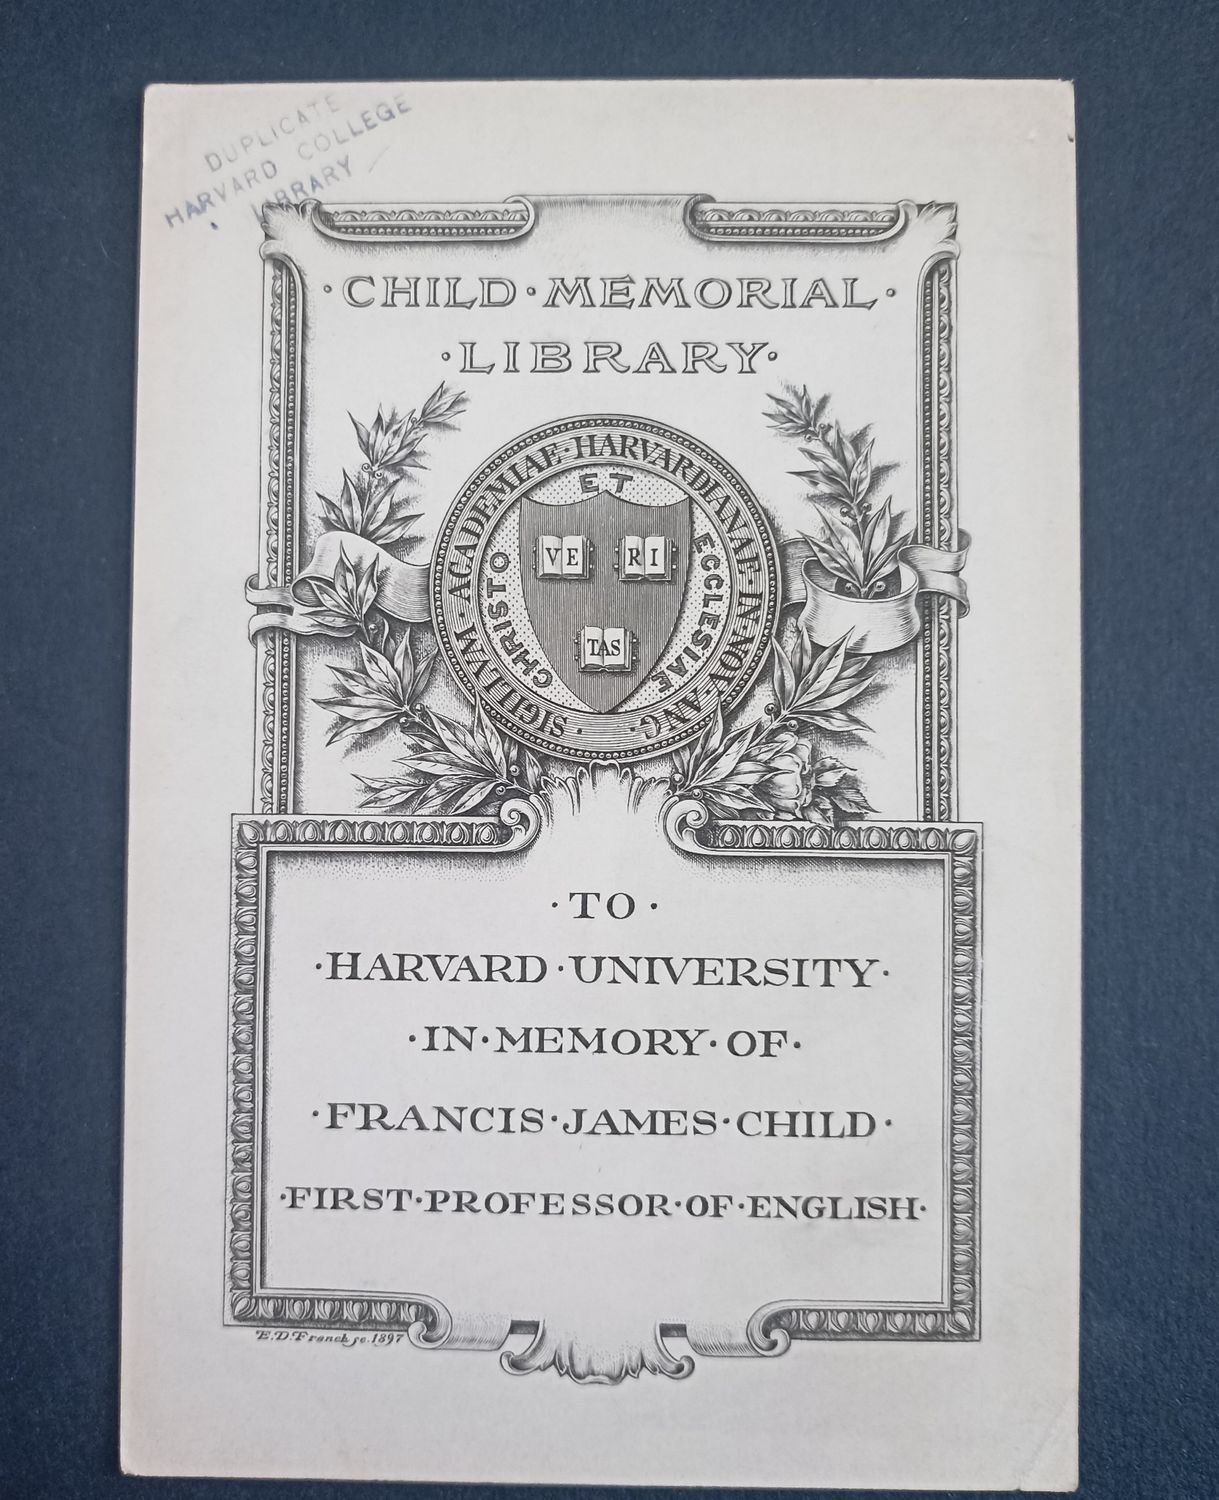 DUPLICATE
HARVARD COLLEGE
LIBRARY
·CHILD·MEMORIAL·
·LIBRARY·
SIGILLVM ACADEMIAE·HARVARDIANAE·IN·NOV·ANG·
CHRISTO ET ECCLESIAE
VE RI
TAS
·TO·
·HARVARD·UNIVERSITY·
·IN·MEMORY·OF·
·FRANCIS·JAMES·CHILD·
·FIRST·PROFESSOR·OF·ENGLISH·
E.D.French sc. 1897